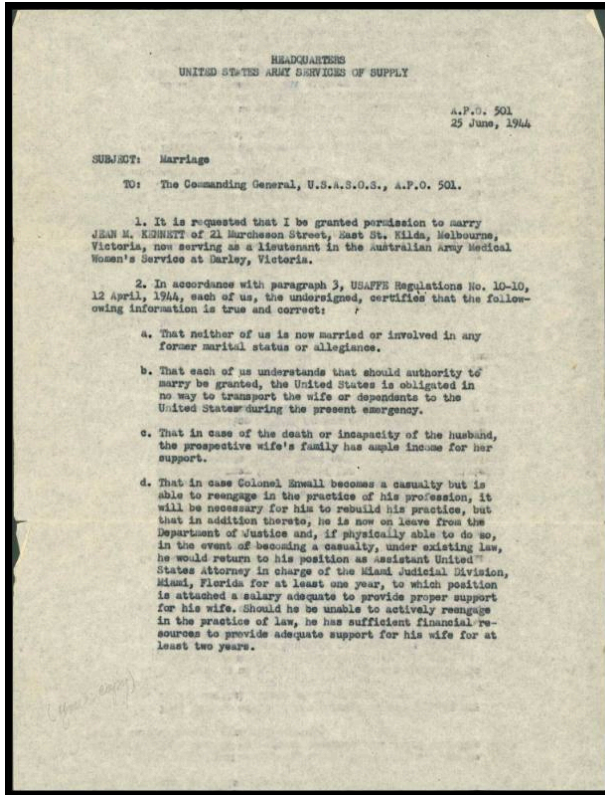 HEADQUARTERS
UNITED STATES ARMY SERVICES OF SUPPLY
A.P.O. 501
25 June, 1944
SUBJECT: Marriage
TO: The Commanding General, U.S.A.S.O.S., A.P.O. 501.
1. It is requested that I be granted permission to marry
JEAN M. KENNETT of 21 Murcheson Street, East St. Kilda, Melbourne,
Victoria, now serving as a lieutenant in the Australian Army Medical
Women's Service at Darley, Victoria.
2. In accordance with paragraph 3, USAFFE Regulations No. 10-10,
12 April, 1944, each of us, the undersigned, certifies that the follow-
owing information is true and correct:
a. That neither of us is now married or involved in any
former marital status or allegiance.
b. That each of us understands that should authority to
marry be granted, the United States is obligated in
no way to transport the wife or dependents to the
United States during the present emergency.
c. That in case of the death or incapacity of the husband,
the prospective wife's family has ample income for her
support.
d. That in case Colonel Enwall becomes a casualty but is
able to reengage in the practice of his profession, it
will be necessary for him to rebuild his practice, but
that in addition thereto, he is now on leave from the
Department of Justice and, if physically able to do so,
in the event of becoming a casualty, under existing law,
he would return to his position as Assistant United
States Attorney in charge of the Miami Judicial Division,
Miami, Florida for at least one year, to which position
is attached a salary adequate to provide proper support
for his wife. Should he be unable to actively reengage
in the practice of law, he has sufficient financial re-
sources to provide adequate support for his wife for at
least two years.